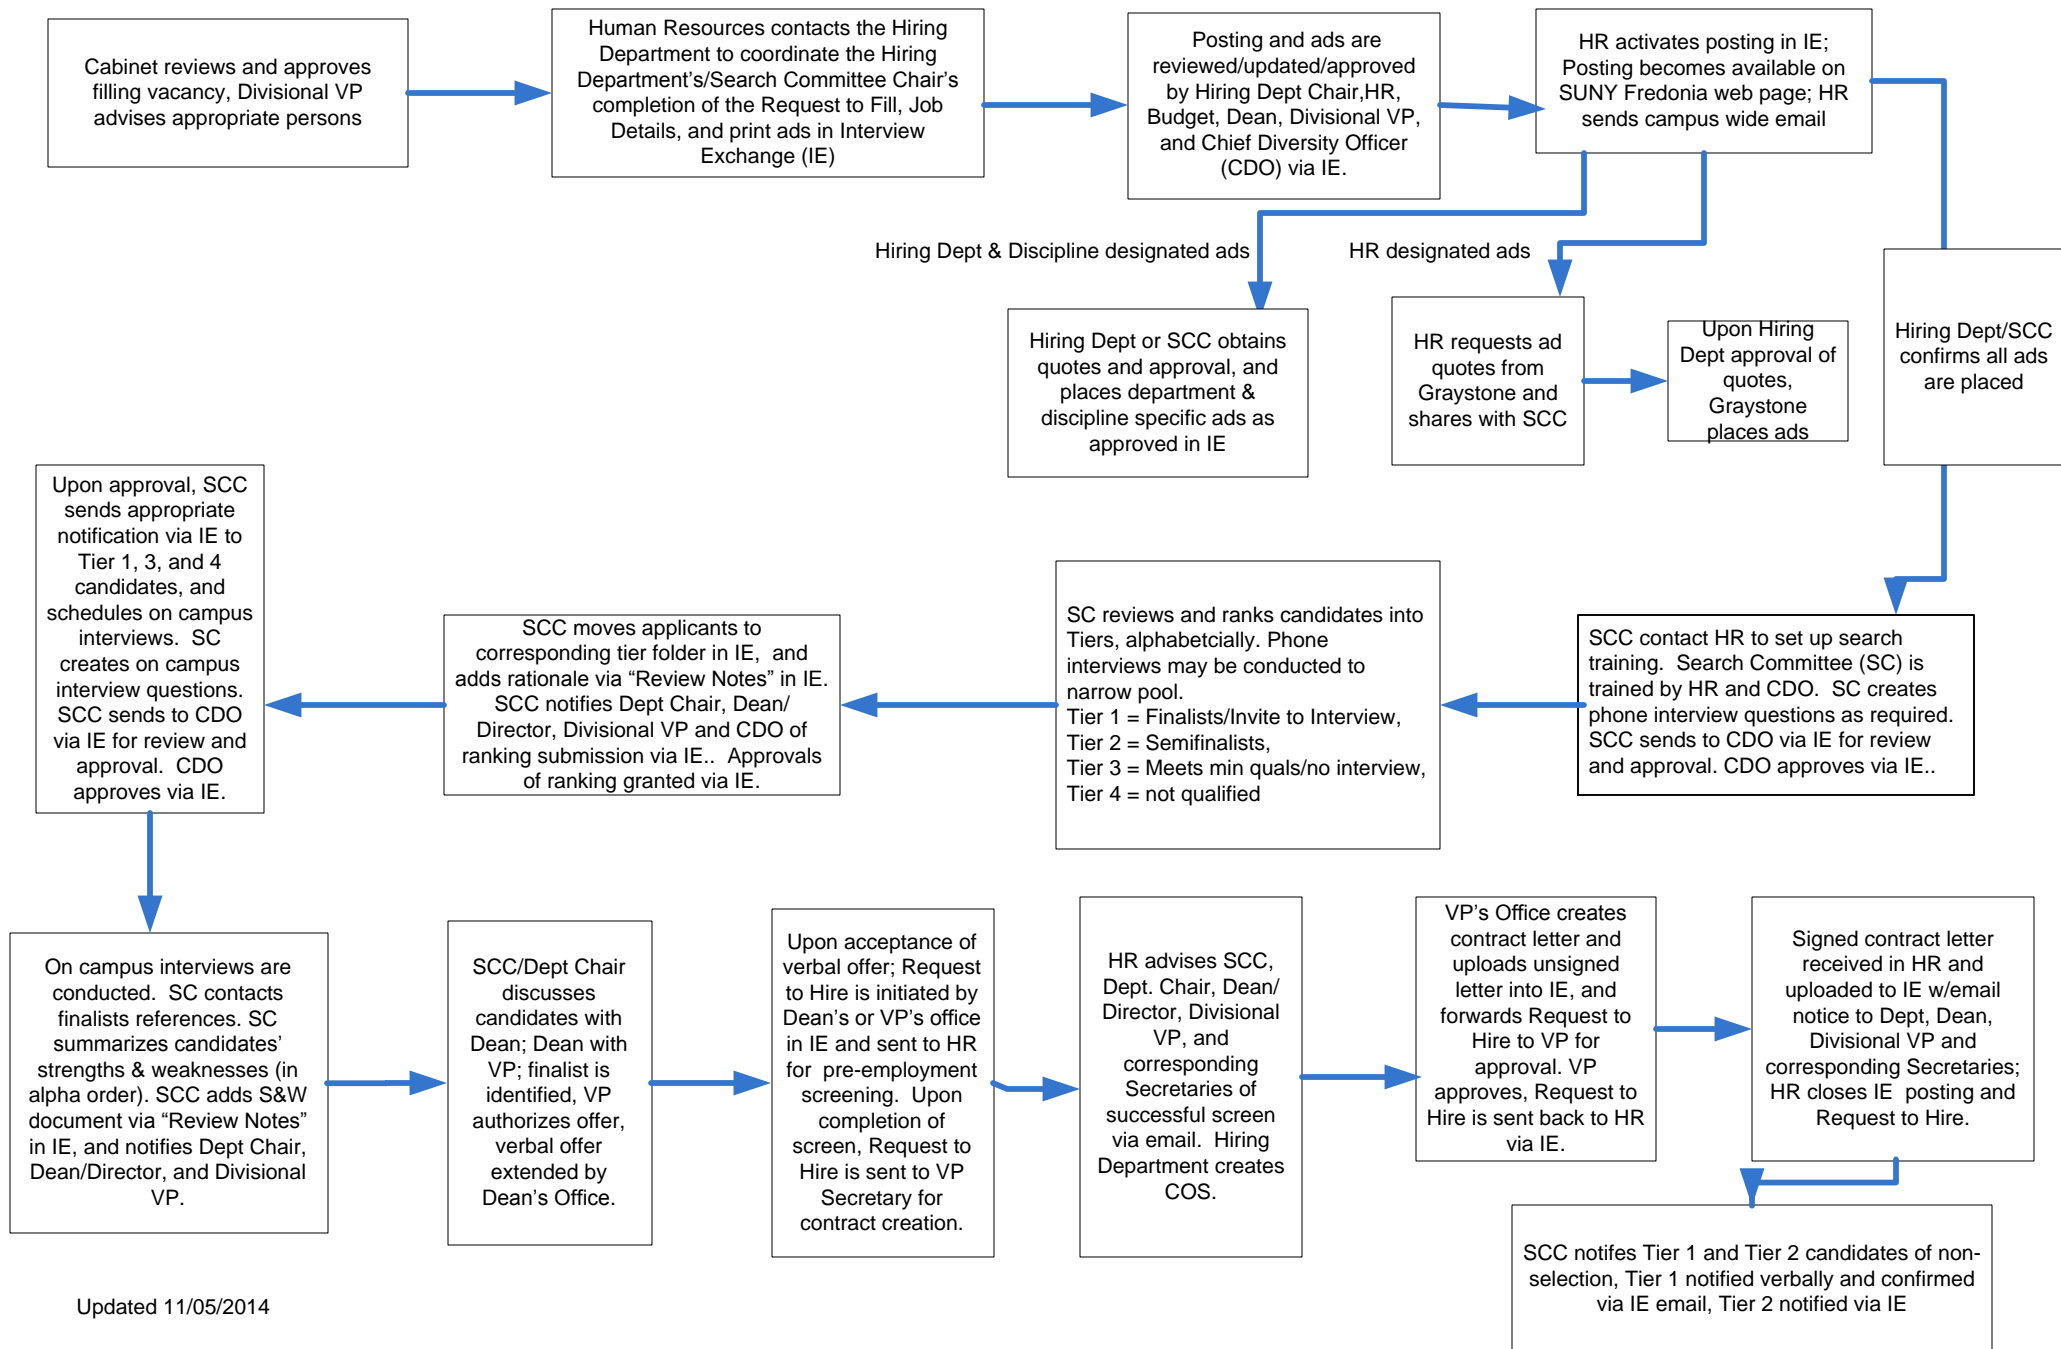 Cabinet reviews and approves
filling vacancy, Divisional VP
advises appropriate persons
Human Resources contacts the Hiring
Department to coordinate the Hiring
Department’s/Search Committee Chair’s
completion of the Request to Fill, Job
Details, and print ads in Interview
Exchange (IE)
Posting and ads are
reviewed/updated/approved
by Hiring Dept Chair,HR,
Budget, Dean, Divisional VP,
and Chief Diversity Officer
(CDO) via IE.
HR activates posting in IE;
Posting becomes available on
SUNY Fredonia web page; HR
sends campus wide email
Hiring Dept & Discipline designated ads
HR designated ads
Hiring Dept or SCC obtains
quotes and approval, and
places department &
discipline specific ads as
approved in IE
HR requests ad
quotes from
Graystone and
shares with SCC
Upon Hiring
Dept approval of
quotes,
Graystone
places ads
Hiring Dept/SCC
confirms all ads
are placed
SCC contact HR to set up search
training.  Search Committee (SC) is
trained by HR and CDO.  SC creates
phone interview questions as required.
SCC sends to CDO via IE for review
and approval. CDO approves via IE..
SC reviews and ranks candidates into
Tiers, alphabetcially. Phone
interviews may be conducted to
narrow pool.
Tier 1 = Finalists/Invite to Interview,
Tier 2 = Semifinalists,
Tier 3 = Meets min quals/no interview,
Tier 4 = not qualified
SCC moves applicants to
corresponding tier folder in IE,  and
adds rationale via “Review Notes” in IE.
SCC notifies Dept Chair, Dean/
Director, Divisional VP and CDO of
ranking submission via IE..  Approvals
of ranking granted via IE.
Upon approval, SCC
sends appropriate
notification via IE to
Tier 1, 3, and 4
candidates, and
schedules on campus
interviews.  SC
creates on campus
interview questions.
SCC sends to CDO
via IE for review and
approval.  CDO
approves via IE.
On campus interviews are
conducted.  SC contacts
finalists references. SC
summarizes candidates’
strengths & weaknesses (in
alpha order). SCC adds S&W
document via “Review Notes”
in IE, and notifies Dept Chair,
Dean/Director, and Divisional
VP.
SCC/Dept Chair
discusses
candidates with
Dean; Dean with
VP; finalist is
identified, VP
authorizes offer,
verbal offer
extended by
Dean’s Office.
Upon acceptance of
verbal offer; Request
to Hire is initiated by
Dean’s or VP’s office
in IE and sent to HR
for  pre-employment
screening.  Upon
completion of
screen, Request to
Hire is sent to VP
Secretary for
contract creation.
HR advises SCC,
Dept. Chair, Dean/
Director, Divisional
VP, and
corresponding
Secretaries of
successful screen
via email.  Hiring
Department creates
COS.
VP’s Office creates
contract letter and
uploads unsigned
letter into IE, and
forwards Request to
Hire to VP for
approval. VP
approves, Request to
Hire is sent back to HR
via IE.
Signed contract letter
received in HR and
uploaded to IE w/email
notice to Dept, Dean,
Divisional VP and
corresponding Secretaries;
HR closes IE  posting and
Request to Hire.
SCC notifes Tier 1 and Tier 2 candidates of non-
selection, Tier 1 notified verbally and confirmed
via IE email, Tier 2 notified via IE
Updated 11/05/2014